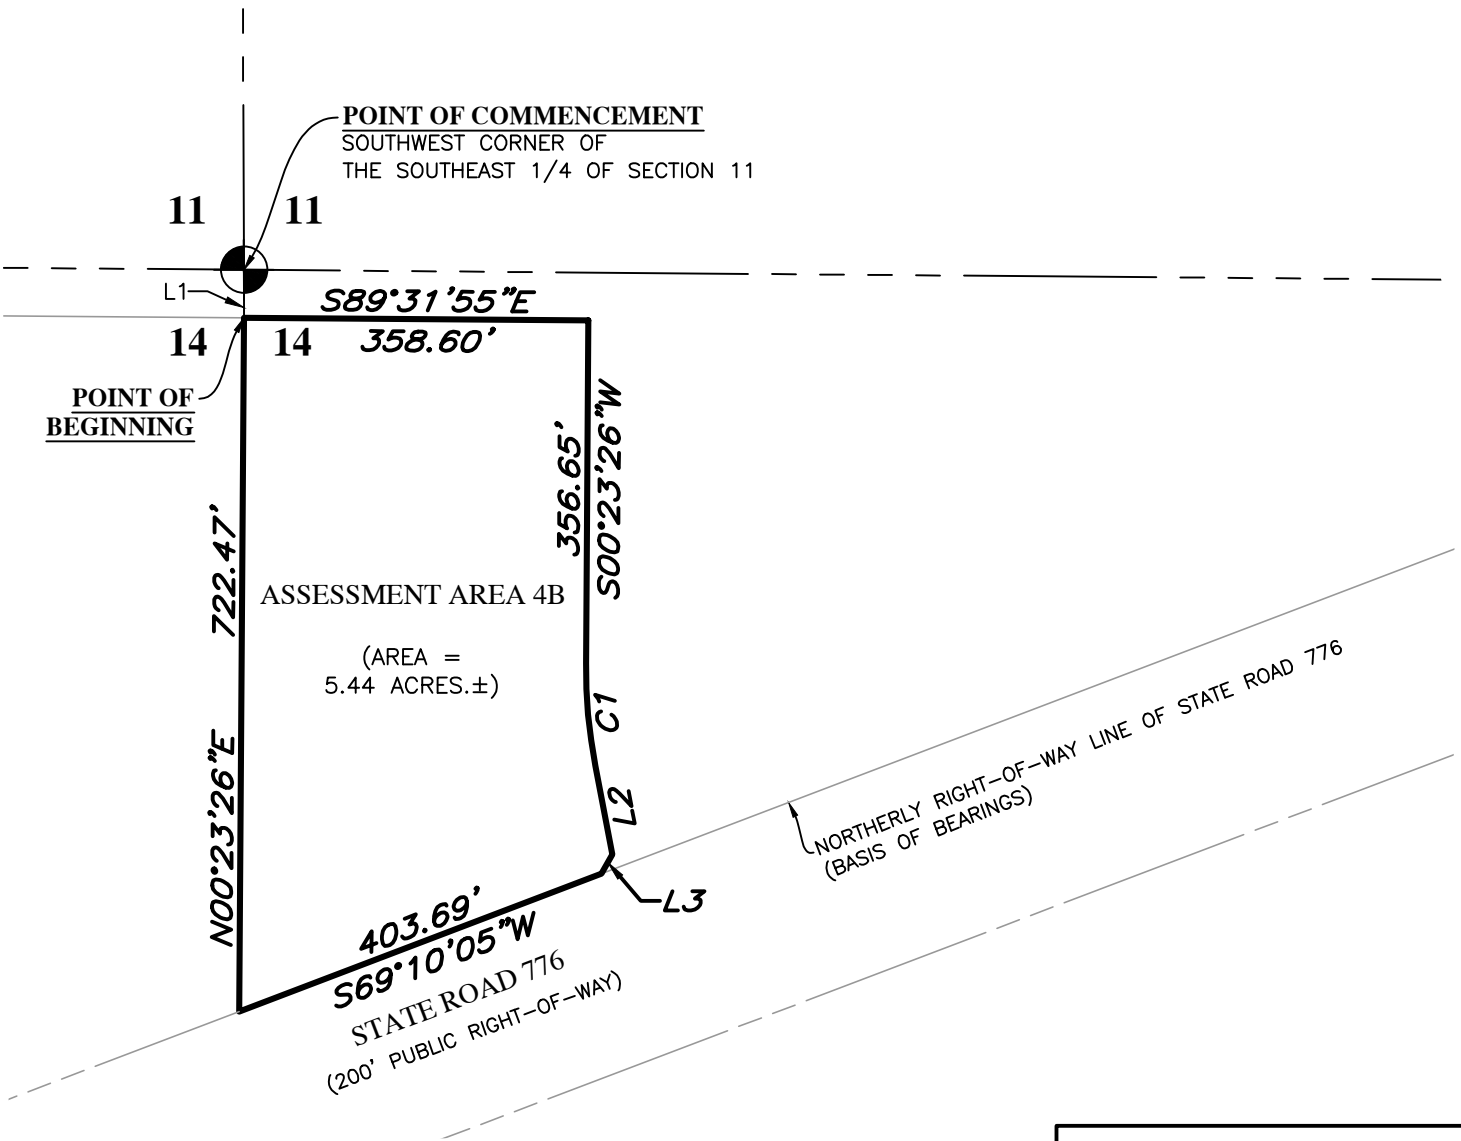 POINT OF COMMENCEMENT
SOUTHWEST CORNER OF
THE SOUTHEAST 1/4 OF SECTION 11
11 11
L1
S89°31'55"E
358.60'
14 14
POINT OF
BEGINNING
356.65'
S00°23'26"W
722.47'
ASSESSMENT AREA 4B
(AREA =
5.44 ACRES.±)
C1
N00°23'26"E
L2
NORTHERLY RIGHT-OF-WAY LINE OF STATE ROAD 776
(BASIS OF BEARINGS)
L3
403.69'
S69°10'05"W
STATE ROAD 776
(200' PUBLIC RIGHT-OF-WAY)